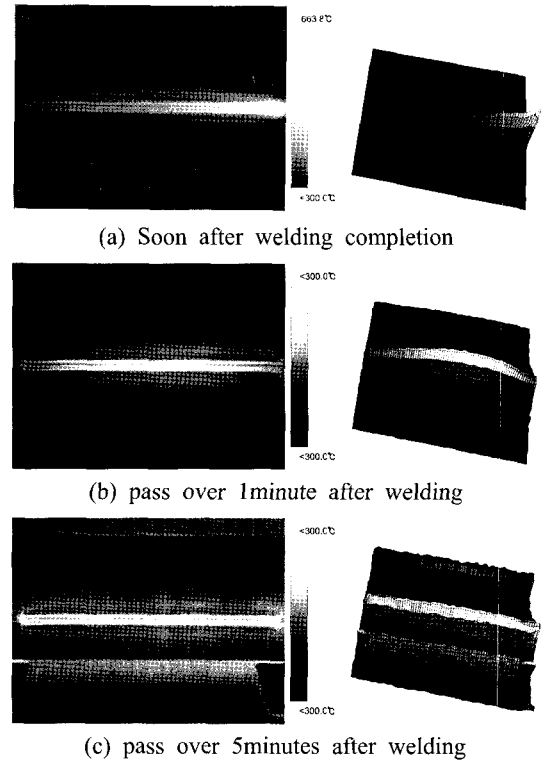 663.8℃
<300.0℃
(a) Soon after welding completion
<300.0℃
<300.0℃
(b) pass over 1minute after welding
<300.0℃
<300.0℃
(c) pass over 5minutes after welding